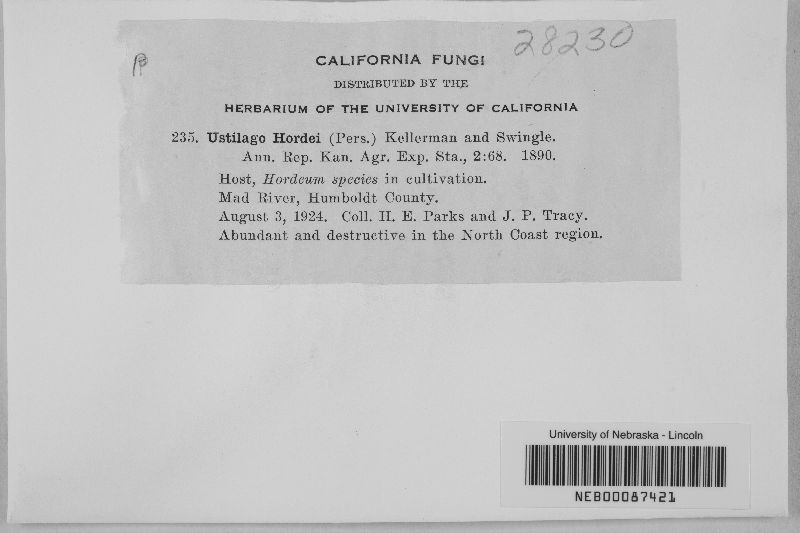 28230
CALIFORNIA FUNGI
DISTRIBUTED BY THE
HERBARIUM OF THE UNIVERSITY OF CALIFORNIA
235. Ustilago Hordei (Pers.) Kellerman and Swingle.
Ann. Rep. Kan. Agr. Exp. Sta., 2:68. 1890.
Host, Hordeum species in cultivation.
Mad River, Humboldt County.
August 3, 1924. Coll. H. E. Parks and J. P. Tracy.
Abundant and destructive in the North Coast region.
University of Nebraska - Lincoln
NEB00087421